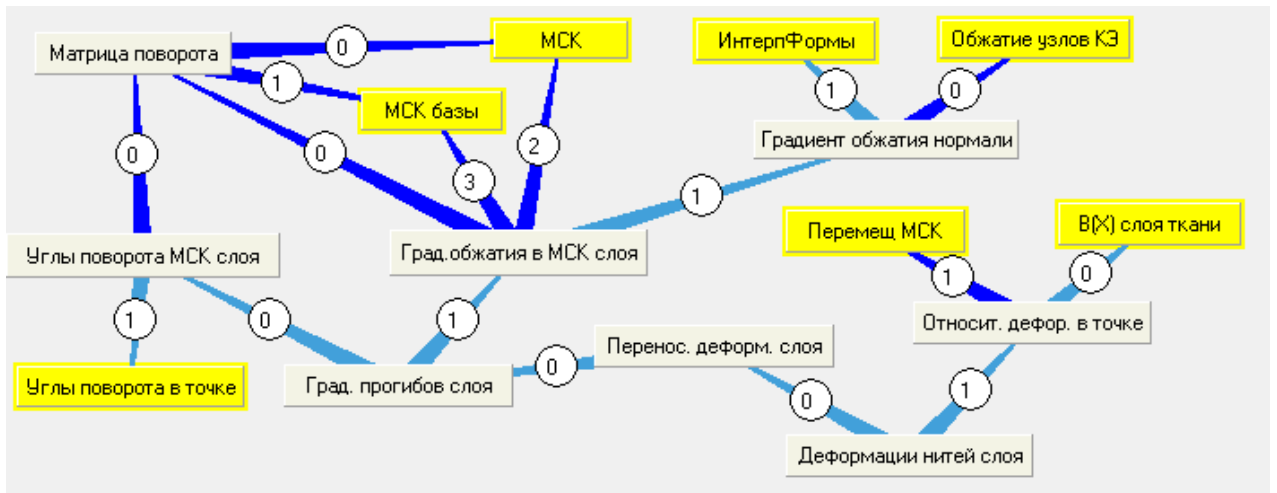 МСК
ИнтерпФормы
Обжатие узлов КЭ
Матрица поворота
0
1
1
0
МСК базы
Градиент обжатия нормали
0
0
2
3
1
Перемещ МСК
В(X) слоя ткани
Углы поворота МСК слоя
Град.обжатия в МСК слоя
1
0
1
0
1
Относит. дефор. в точке
Перенос. деформ. слоя
Углы поворота в точке
Град. прогибов слоя
0
0
1
Деформации нитей слоя